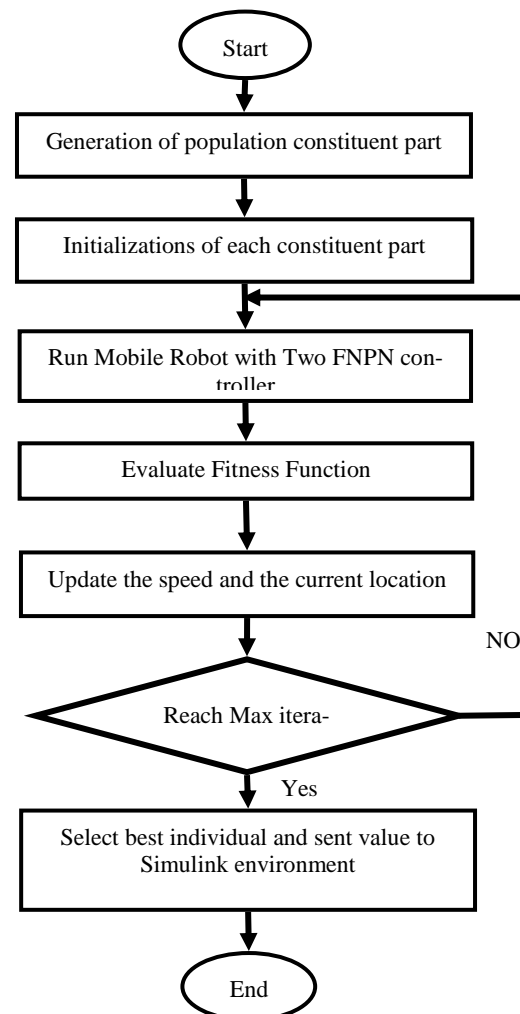 Start
Generation of population constituent part
Initializations of each constituent part
Run Mobile Robot with Two FNPN con-
troller
Evaluate Fitness Function
Update the speed and the current location
NO
Reach Max itera-
Yes
Select best individual and sent value to
Simulink environment
End